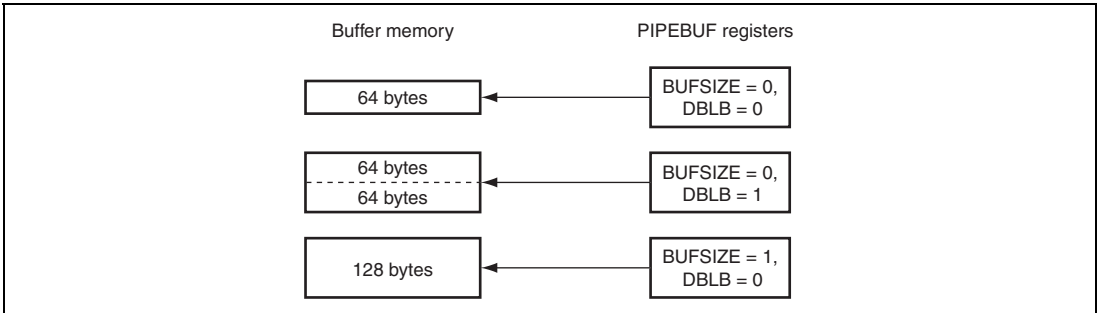 Buffer memory
PIPEBUF registers
64 bytes
BUFSIZE = 0,
DBLB = 0
64 bytes
64 bytes
BUFSIZE = 0,
DBLB = 1
128 bytes
BUFSIZE = 1,
DBLB = 0